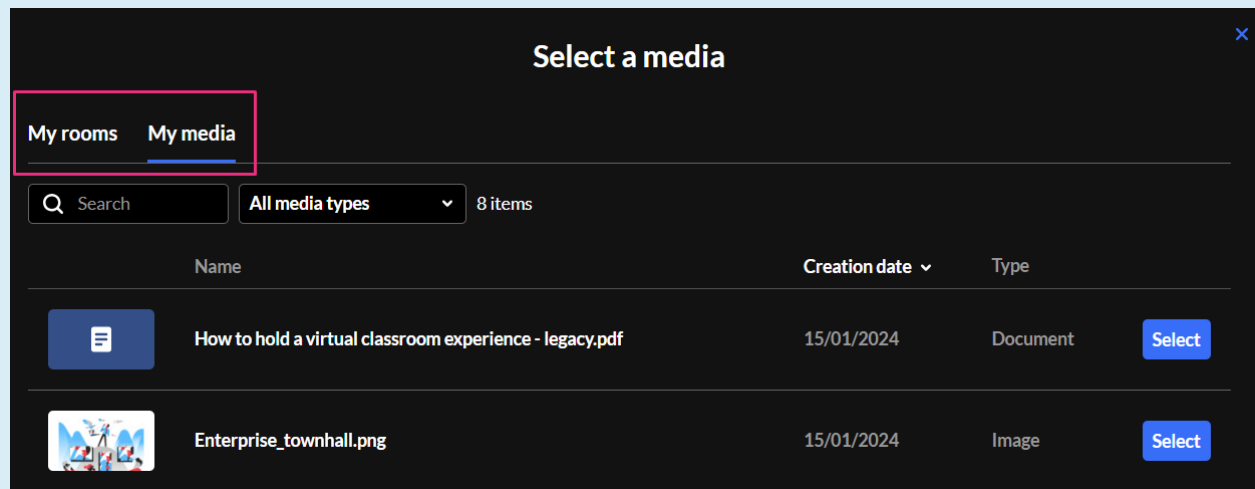 Select a media
My rooms My media
Search All media types 8 items
Name Creation date Type
How to hold a virtual classroom experience - legacy.pdf 15/01/2024 Document Select
Enterprise_townhall.png 15/01/2024 Image Select